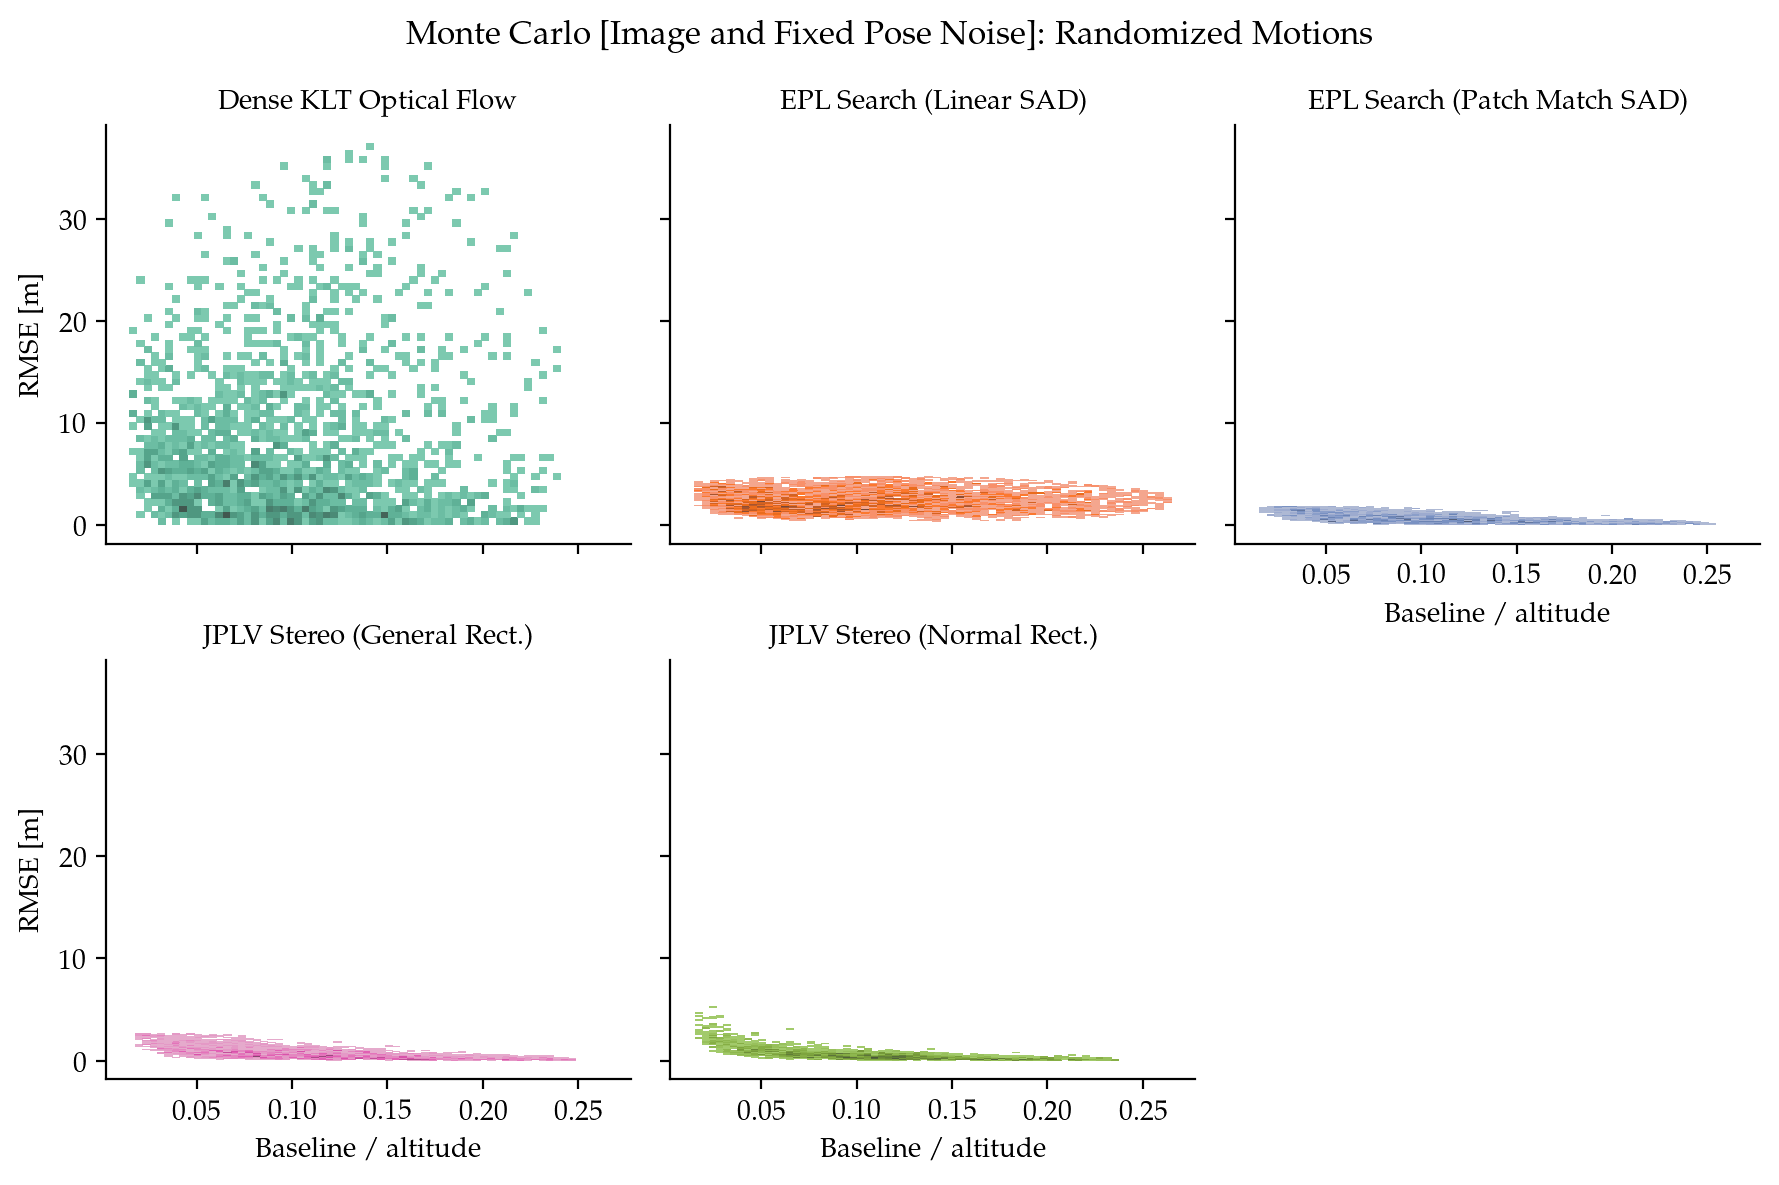 Monte Carlo [Image and Fixed Pose Noise]: Randomized Motions
Dense KLT Optical Flow
EPL Search (Linear SAD)
EPL Search (Patch Match SAD)
30
20
10
0
RMSE [m]
0.05 0.10 0.15 0.20 0.25
Baseline / altitude
JPLV Stereo (General Rect.)
JPLV Stereo (Normal Rect.)
30
20
10
0
RMSE [m]
0.05 0.10 0.15 0.20 0.25
Baseline / altitude
0.05 0.10 0.15 0.20 0.25
Baseline / altitude